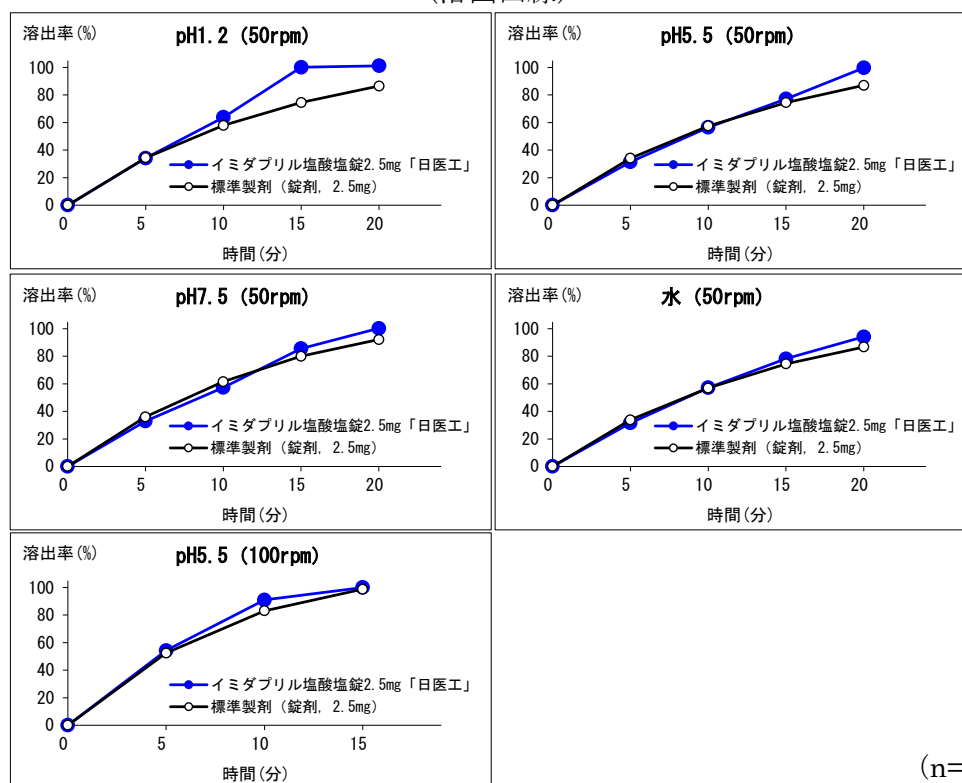 (溶出曲線)
溶出率(%)
pH1.2 (50rpm)
100
80
60
40
20
0
イミダプリル塩酸塩錠2.5mg「日医工」
標準製剤 (錠剤, 2.5mg)
0 5 10 15 20
時間(分)
溶出率(%)
pH5.5 (50rpm)
100
80
60
40
20
0
イミダプリル塩酸塩錠2.5mg「日医工」
標準製剤 (錠剤, 2.5mg)
0 5 10 15 20
時間(分)
溶出率(%)
pH7.5 (50rpm)
100
80
60
40
20
0
イミダプリル塩酸塩錠2.5mg「日医工」
標準製剤 (錠剤, 2.5mg)
0 5 10 15 20
時間(分)
溶出率(%)
水 (50rpm)
100
80
60
40
20
0
イミダプリル塩酸塩錠2.5mg「日医工」
標準製剤 (錠剤, 2.5mg)
0 5 10 15 20
時間(分)
溶出率(%)
pH5.5 (100rpm)
100
80
60
40
20
0
イミダプリル塩酸塩錠2.5mg「日医工」
標準製剤 (錠剤, 2.5mg)
0 5 10 15
時間(分)
(n=